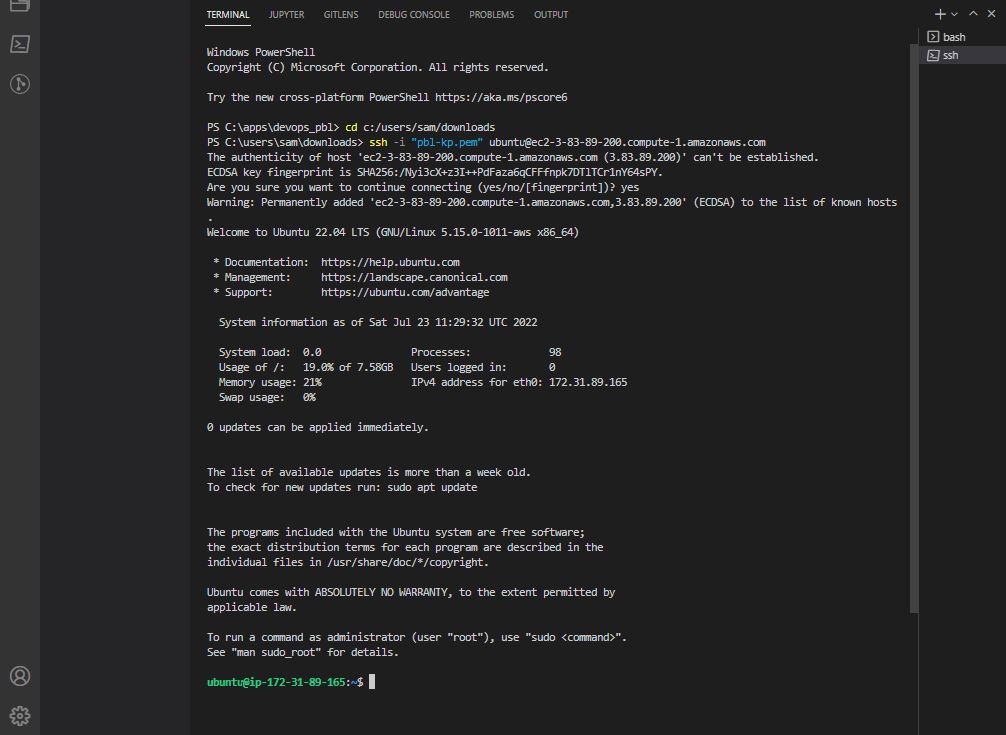 TERMINAL JUPYTER GITLENS DEBUG CONSOLE PROBLEMS OUTPUT
bash
ssh
Windows PowerShell
Copyright (C) Microsoft Corporation. All rights reserved.
Try the new cross-platform PowerShell https://aka.ms/pscore6
PS C:\apps\devops_pbl> cd c:/users/sam/downloads
PS C:\users\sam\downloads> ssh -i "pbl-kp.pem" ubuntu@ec2-3-83-89-200.compute-1.amazonaws.com
The authenticity of host 'ec2-3-83-89-200.compute-1.amazonaws.com (3.83.89.200)' can't be established.
ECDSA key fingerprint is SHA256:/Nyi3cX+z3I++PdFaza6qCFFfnpk7DTlTCr1nY64sPY.
Are you sure you want to continue connecting (yes/no/[fingerprint])? yes
Warning: Permanently added 'ec2-3-83-89-200.compute-1.amazonaws.com,3.83.89.200' (ECDSA) to the list of known hosts
.
Welcome to Ubuntu 22.04 LTS (GNU/Linux 5.15.0-1011-aws x86_64)
* Documentation: https://help.ubuntu.com
* Management: https://landscape.canonical.com
* Support: https://ubuntu.com/advantage
System information as of Sat Jul 23 11:29:32 UTC 2022
System load: 0.0 Processes: 98
Usage of /: 19.0% of 7.58GB Users logged in: 0
Memory usage: 21% IPv4 address for eth0: 172.31.89.165
Swap usage: 0%
0 updates can be applied immediately.
The list of available updates is more than a week old.
To check for new updates run: sudo apt update
The programs included with the Ubuntu system are free software;
the exact distribution terms for each program are described in the
individual files in /usr/share/doc/*/copyright.
Ubuntu comes with ABSOLUTELY NO WARRANTY, to the extent permitted by
applicable law.
To run a command as administrator (user "root"), use "sudo <command>".
See "man sudo_root" for details.
ubuntu@ip-172-31-89-165:~$